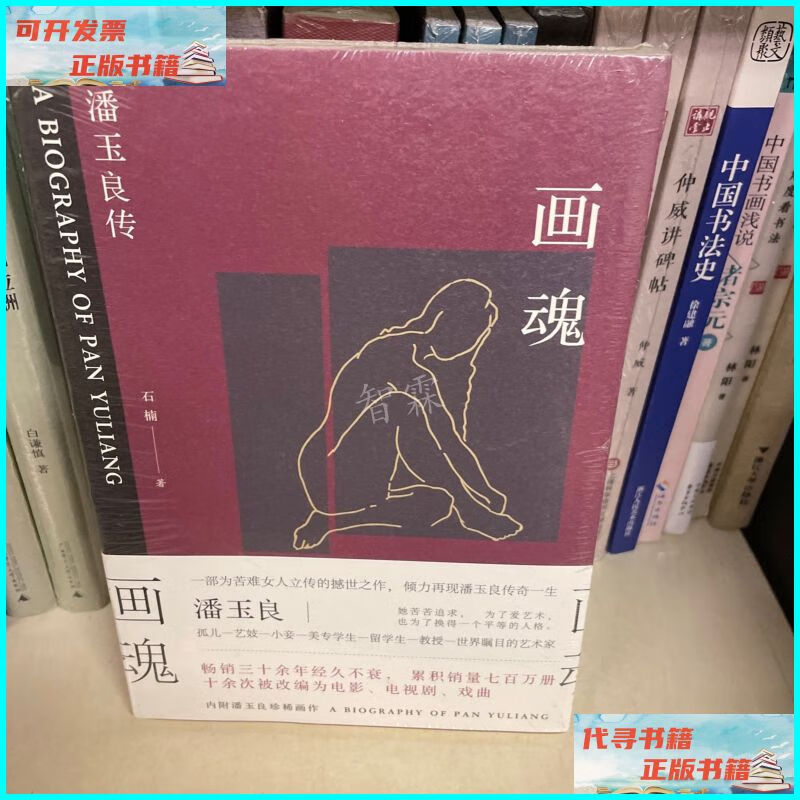 可开发票
正版书籍
潘玉良传
A BIOGRAPHY OF PAN YULIANG
画魂
石楠
著
智霖
一部为苦难女人立传的撼世之作，倾力再现潘玉良传奇一生
潘玉良
她苦苦追求，为了爱艺术，
也为了换得一个平等的人格。
孤儿—艺妓—小妾—美专学生—留学生—教授—世界瞩目的艺术家
畅销三十余年经久不衰，累积销量七百万册
十余次被改编为电影、电视剧、戏曲
内附潘玉良珍稀画作 A BIOGRAPHY OF PAN YULIANG
画魂
白谦慎 著
仲威讲碑帖
仲威 著
中国书法史
徐建融 著
中国书画浅说
诸宗元
林阳 著
代寻书籍
正版书籍